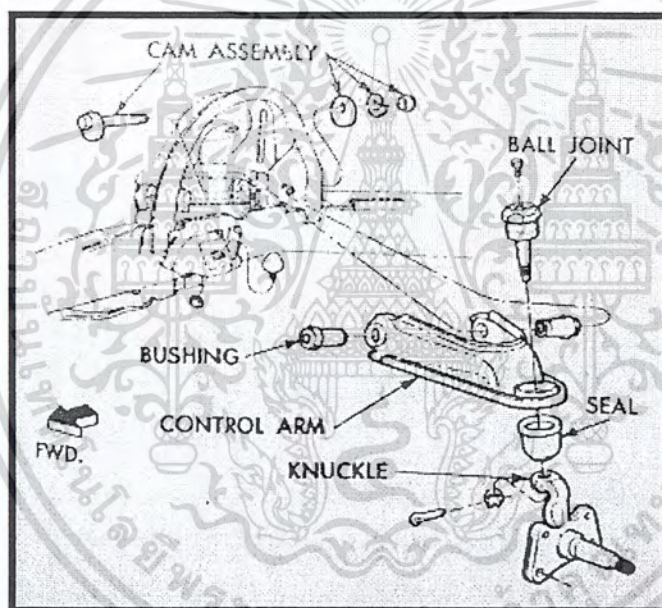 CAM ASSEMBLY
BALL JOINT
BUSHING
CONTROL ARM
SEAL
FWD.
KNUCKLE